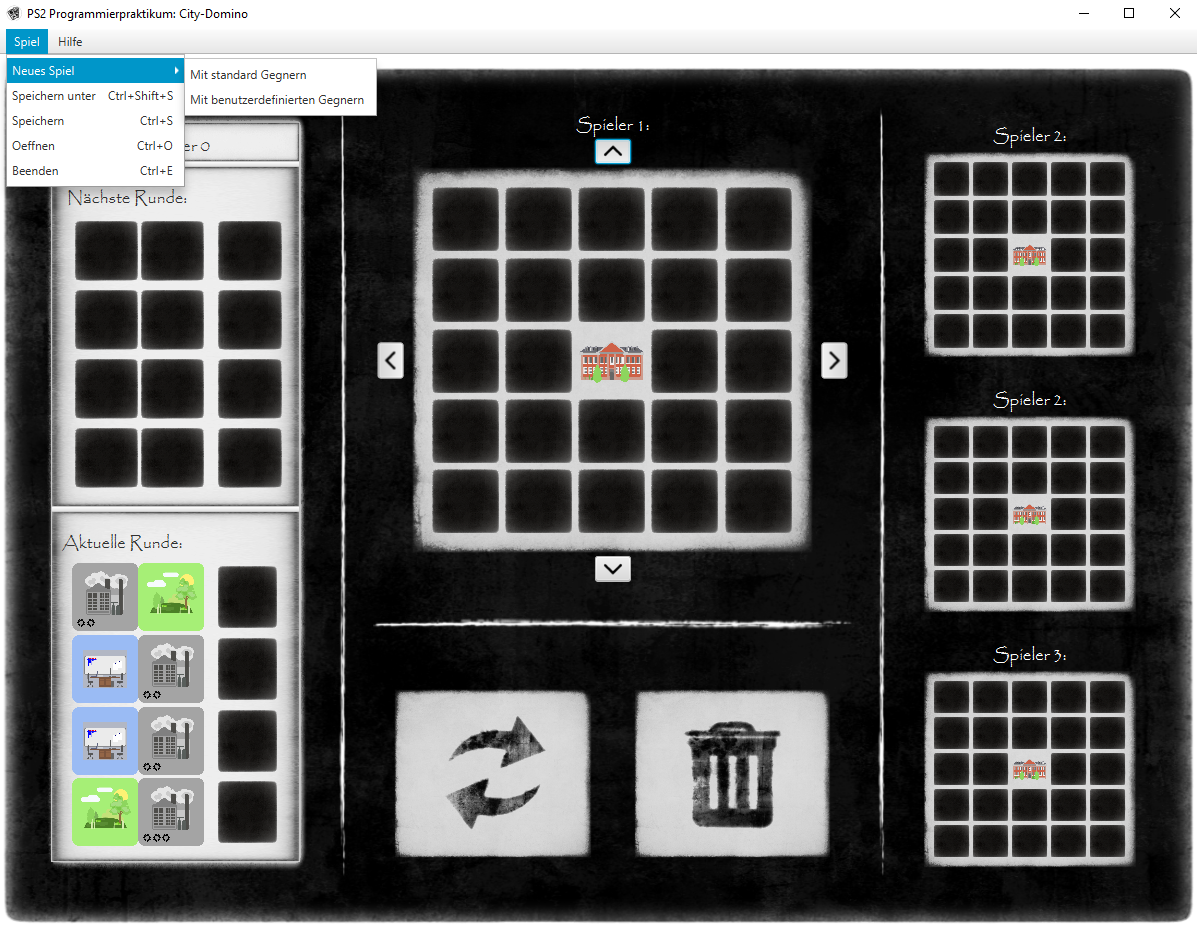 PS2 Programmierpraktikum: City-Domino
Spiel Hilfe
Neues Spiel
Speichern unter Ctrl+Shift+S
Speichern Ctrl+S
Oeffnen Ctrl+O
Beenden Ctrl+E
Mit standard Gegnern
Mit benutzerdefinierten Gegnern
er 0
Nächste Runde:
Aktuelle Runde:
Spieler 1:
Spieler 2:
Spieler 2:
Spieler 3: